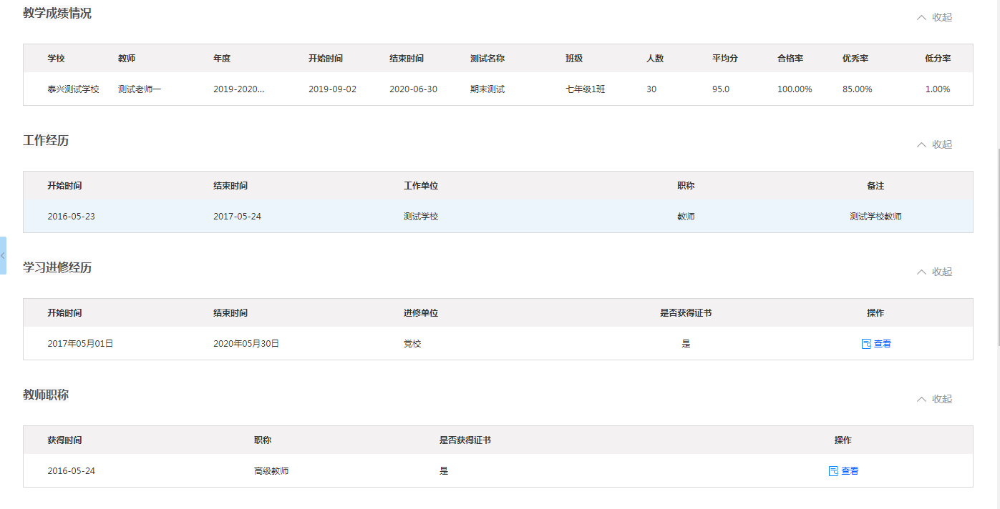 教学成绩情况
收起
学校 教师 年度 开始时间 结束时间 测试名称 班级 人数 平均分 合格率 优秀率 低分率
泰兴测试学校 测试老师一 2019-2020... 2019-09-02 2020-06-30 期末测试 七年级1班 30 95.0 100.00% 85.00% 1.00%
工作经历
收起
开始时间 结束时间 工作单位 职称 备注
2016-05-23 2017-05-24 测试学校 教师 测试学校教师
学习进修经历
收起
开始时间 结束时间 进修单位 是否获得证书 操作
2017年05月01日 2020年05月30日 党校 是 查看
教师职称
收起
获得时间 职称 是否获得证书 操作
2016-05-24 高级教师 是 查看